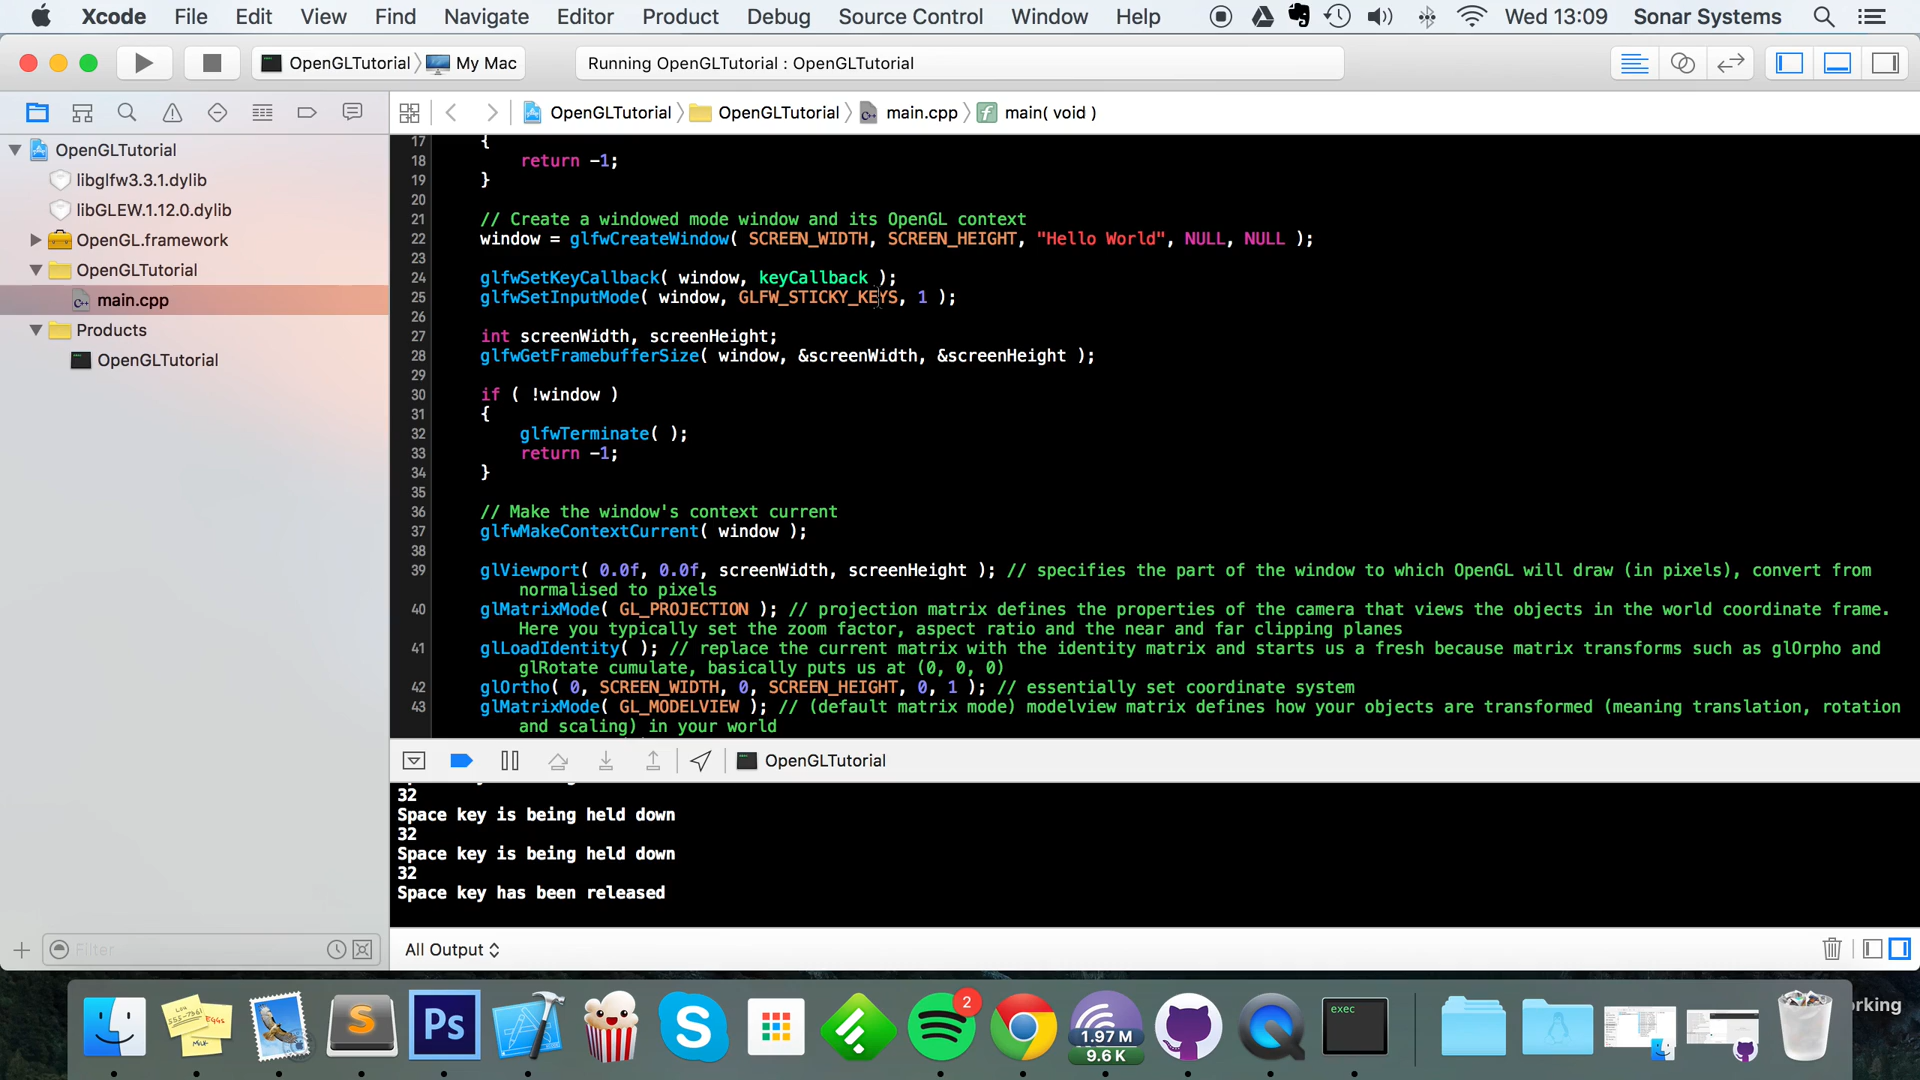 Xcode File Edit View Find Navigate Editor Product Debug Source Control Window Help Wed 13:09 Sonar Systems
OpenGLTutorial My Mac Running OpenGLTutorial : OpenGLTutorial
OpenGLTutorial OpenGLTutorial main.cpp main( void )
OpenGLTutorial
libglfw3.3.1.dylib
libGLEW.1.12.0.dylib
OpenGL.framework
OpenGLTutorial
main.cpp
Products
OpenGLTutorial
17 {
18 return -1;
19 }
20
21 // Create a windowed mode window and its OpenGL context
22 window = glfwCreateWindow( SCREEN_WIDTH, SCREEN_HEIGHT, "Hello World", NULL, NULL );
23
24 glfwSetKeyCallback( window, keyCallback );
25 glfwSetInputMode( window, GLFW_STICKY_KEYS, 1 );
26
27 int screenWidth, screenHeight;
28 glfwGetFramebufferSize( window, &screenWidth, &screenHeight );
29
30 if ( !window )
31 {
32 glfwTerminate( );
33 return -1;
34 }
35
36 // Make the window's context current
37 glfwMakeContextCurrent( window );
38
39 glViewport( 0.0f, 0.0f, screenWidth, screenHeight ); // specifies the part of the window to which OpenGL will draw (in pixels), convert from
normalised to pixels
40 glMatrixMode( GL_PROJECTION ); // projection matrix defines the properties of the camera that views the objects in the world coordinate frame.
Here you typically set the zoom factor, aspect ratio and the near and far clipping planes
41 glLoadIdentity( ); // replace the current matrix with the identity matrix and starts us a fresh because matrix transforms such as glOrpho and
glRotate cumulate, basically puts us at (0, 0, 0)
42 glOrtho( 0, SCREEN_WIDTH, 0, SCREEN_HEIGHT, 0, 1 ); // essentially set coordinate system
43 glMatrixMode( GL_MODELVIEW ); // (default matrix mode) modelview matrix defines how your objects are transformed (meaning translation, rotation
and scaling) in your world
OpenGLTutorial
32
Space key is being held down
32
Space key is being held down
32
Space key has been released
Filter
All Output
Ps
exec
2
1.97 M
9.6 K
orking